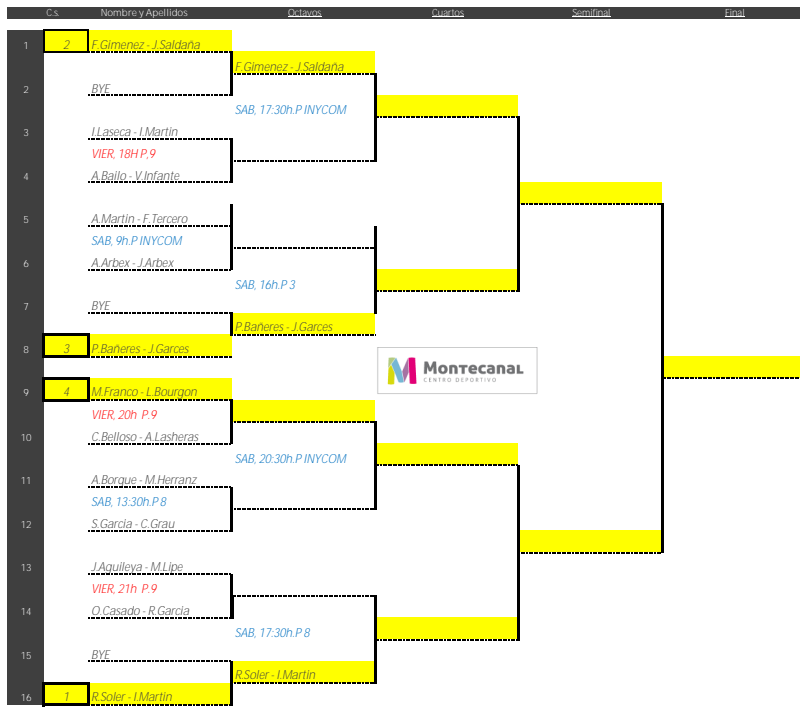 C.s. Nombre y Apellidos Octavos Cuartos Semifinal Final
1 2 F.Gimenez - J.Saldaña
F.Gimenez - J.Saldaña
2 BYE
SAB, 17:30h.P INYCOM
3 I.Laseca - I.Martin
VIER, 18H P.9
4 A.Bailo - V.Infante
5 A.Martin - F.Tercero
SAB, 9h.P INYCOM
6 A.Arbex - J.Arbex
SAB, 16h.P 3
7 BYE
P.Bañeres - J.Garces
8 3 P.Bañeres - J.Garces
Montecanal
CENTRO DEPORTIVO
9 4 M.Franco - L.Bourgon
VIER, 20h P.9
10 C.Belloso - A.Lasheras
SAB, 20:30h.P INYCOM
11 A.Borque - M.Herranz
SAB, 13:30h.P 8
12 S.Garcia - C.Grau
13 J.Aguileya - M.Lipe
VIER, 21h P.9
14 O.Casado - R.Garcia
SAB, 17:30h.P 8
15 BYE
R.Soler - I.Martin
16 1 R.Soler - I.Martin